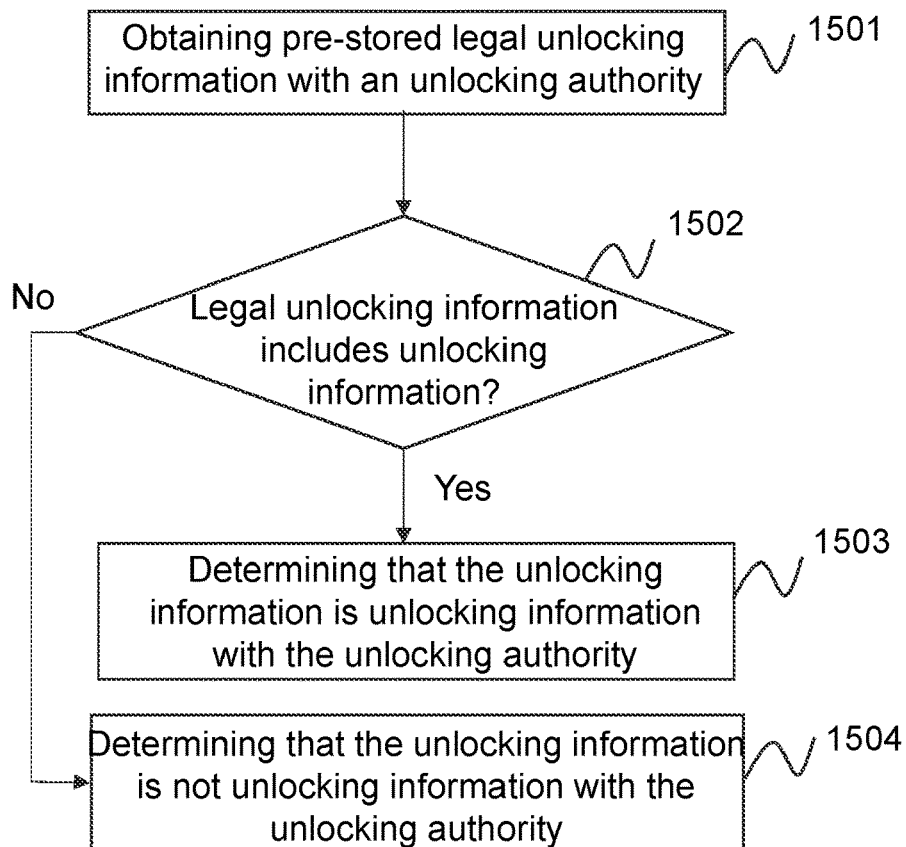 Obtaining pre-stored legal unlocking
information with an unlocking authority
1501
1502
Legal unlocking information
includes unlocking
information?
No
Yes
1503
Determining that the unlocking
information is unlocking information
with the unlocking authority
1504
Determining that the unlocking information
is not unlocking information with the
unlocking authority